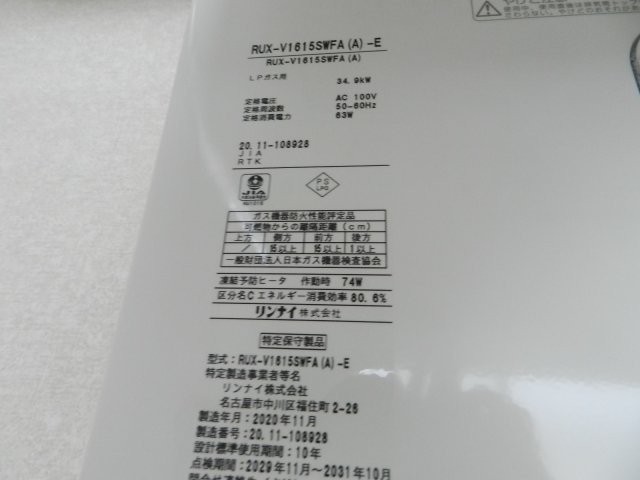 RUX-V1615SWFA(A)-E
RUX-V1615SWFA(A)
LPガス用 34.9kW
定格電圧 AC 100V
定格周波数 50-60Hz
定格消費電力 63W
20.11-108928
JIA
RTK
JIA
PS
LPG
ガス機器防火性能評定品
可燃物からの離隔距離(cm)
上方 側方 前方 後方
/ 15以上 15以上 1以上
一般財団法人日本ガス機器検査協会
凍結予防ヒータ 作動時 74W
区分名C エネルギー消費効率 80.6%
リンナイ株式会社
特定保守製品
型式:RUX-V1615SWFA(A)-E
特定製造事業者等名
リンナイ株式会社
名古屋市中川区福住町2-26
製造年月:2020年11月
製造番号:20.11-108928
設計標準使用期間:10年
点検期間:2029年11月~2031年10月